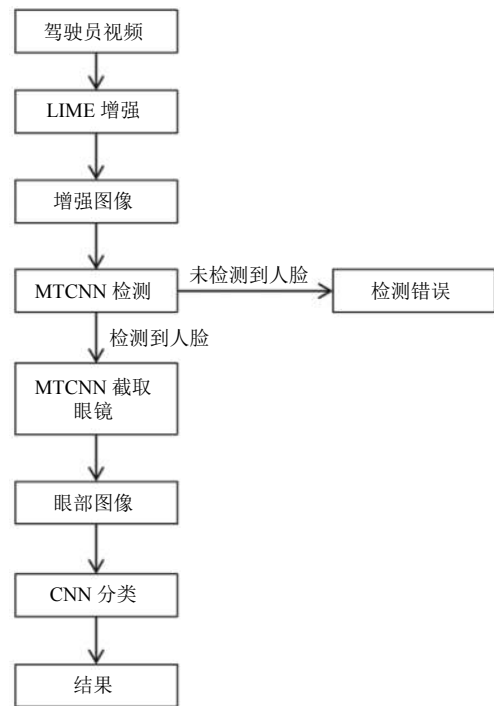 驾驶员视频
LIME 增强
增强图像
未检测到人脸
MTCNN 检测
检测错误
检测到人脸
MTCNN 截取
眼镜
眼部图像
CNN 分类
结果